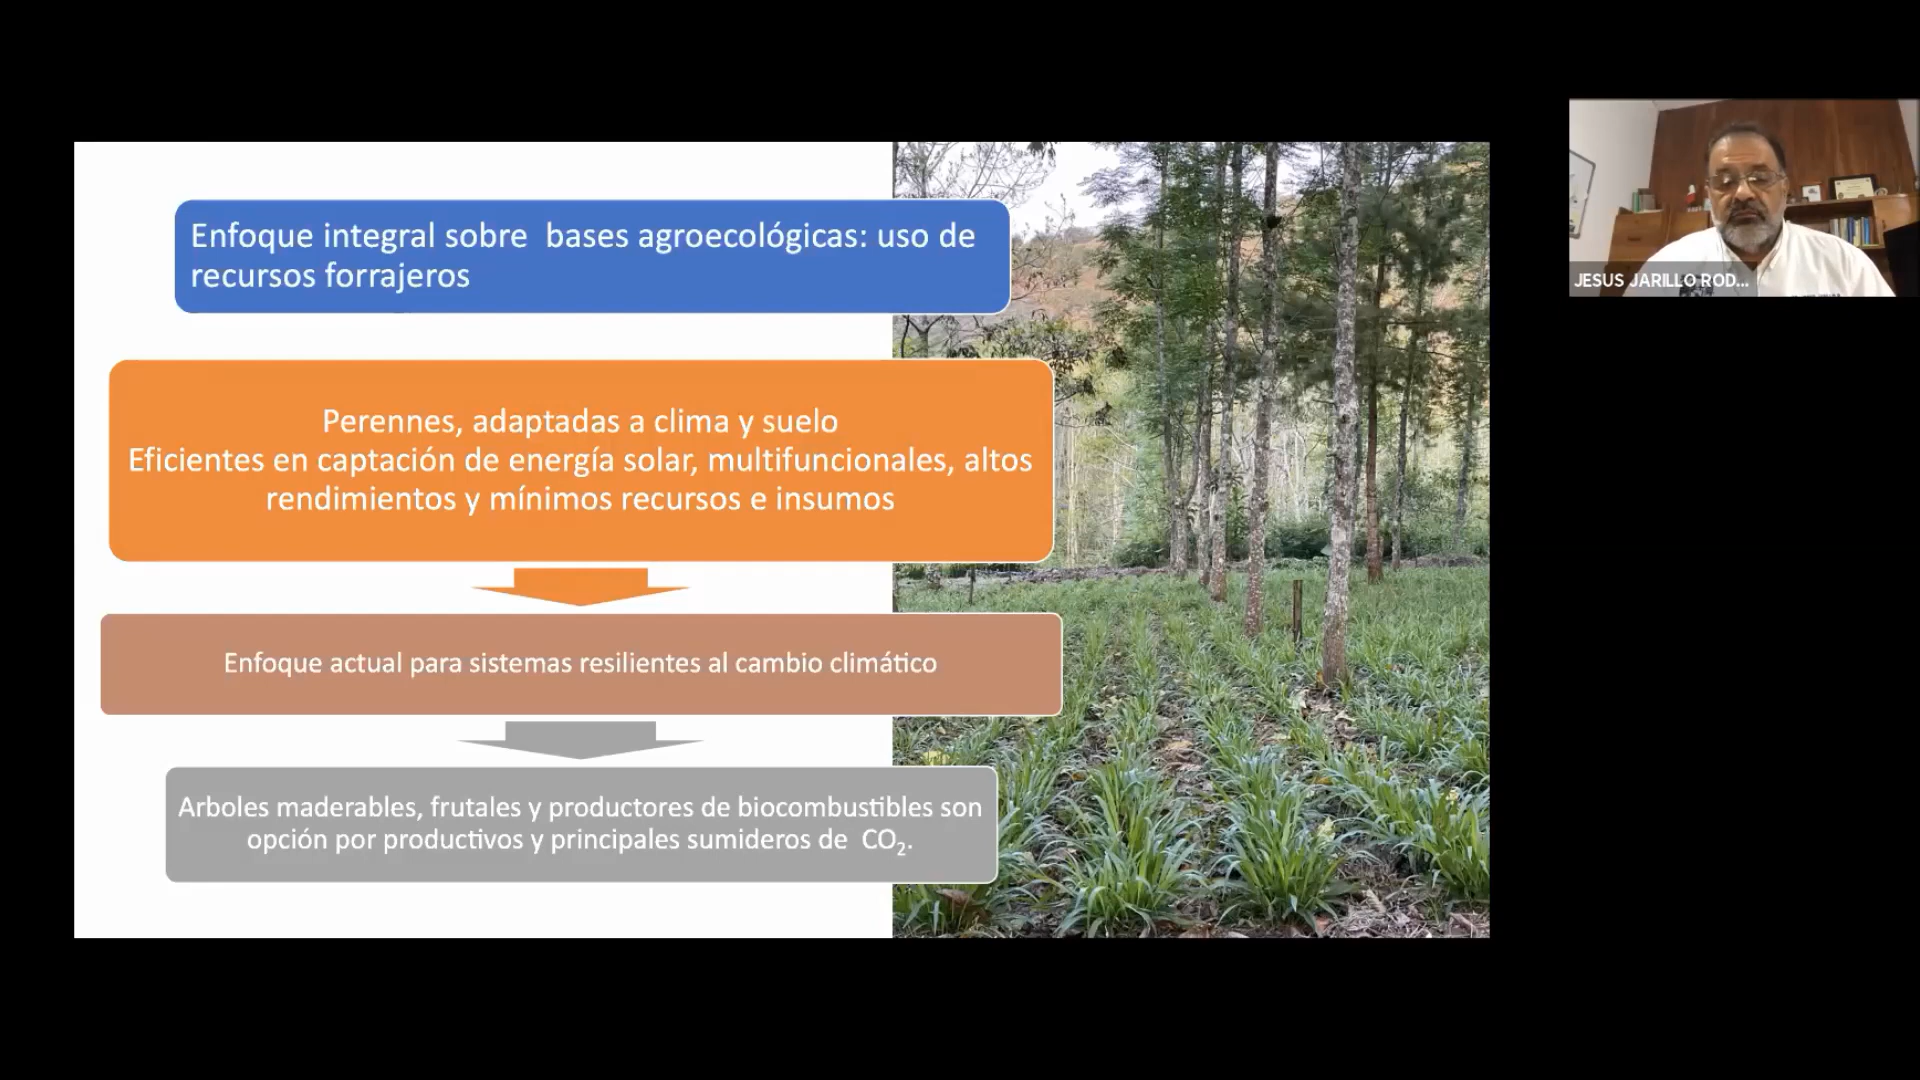 Enfoque integral sobre bases agroecológicas: uso de
recursos forrajeros
Perennes, adaptadas a clima y suelo
Eficientes en captación de energía solar, multifuncionales, altos
rendimientos y mínimos recursos e insumos
Enfoque actual para sistemas resilientes al cambio climático
Arboles maderables, frutales y productores de biocombustibles son
opción por productivos y principales sumideros de CO₂.
JESUS JARILLO ROD...